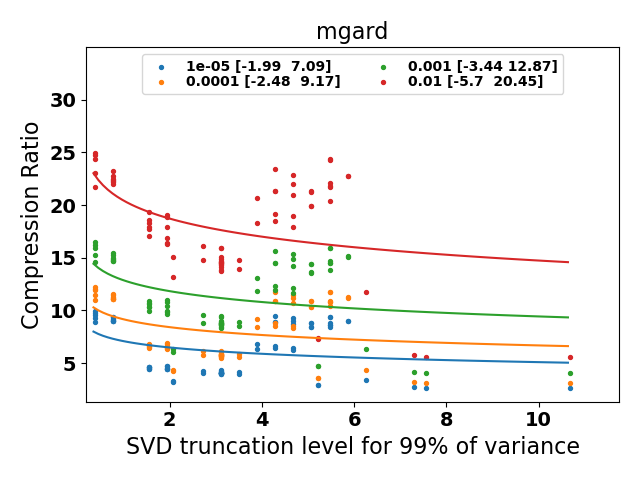 mgard
1e-05 [-1.99  7.09]
0.0001 [-2.48  9.17]
0.001 [-3.44 12.87]
0.01 [-5.7  20.45]
Compression Ratio
30
25
20
15
10
5
2 4 6 8 10
SVD truncation level for 99% of variance